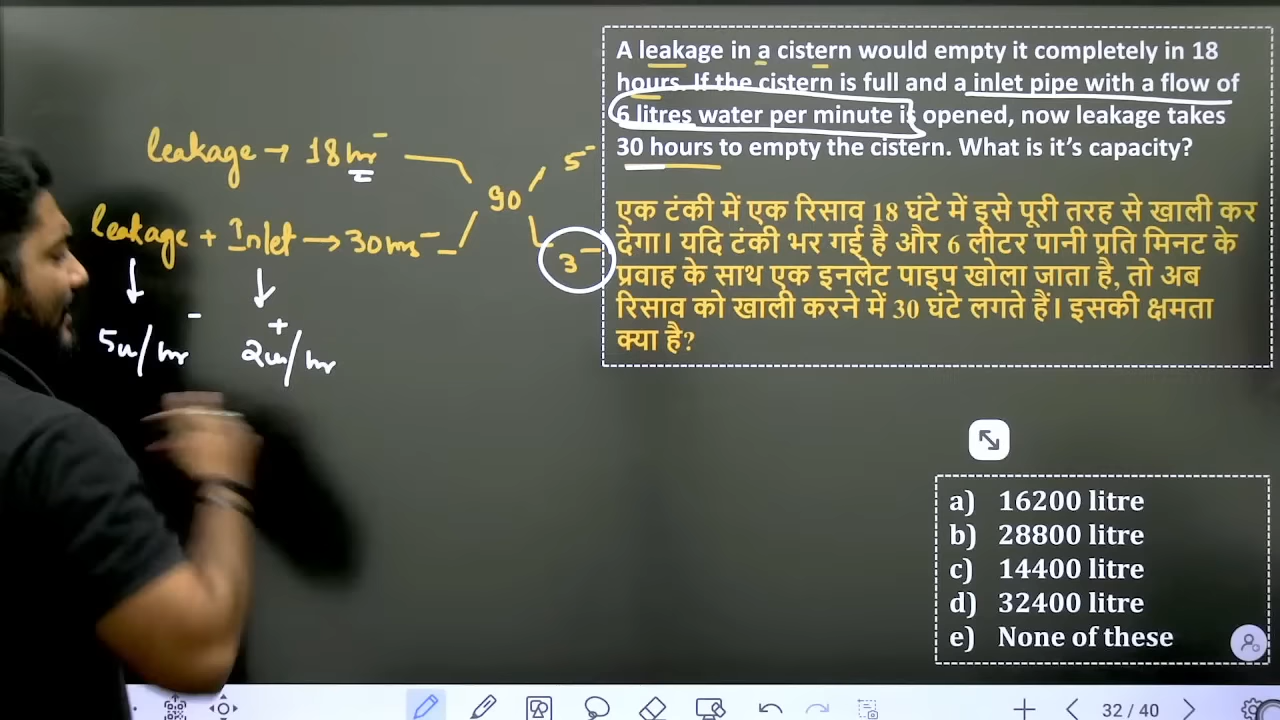 A leakage in a cistern would empty it completely in 18
hours. If the cistern is full and a inlet pipe with a flow of
6 litres water per minute is opened, now leakage takes
30 hours to empty the cistern. What is it's capacity?
एक टंकी में एक रिसाव 18 घंटे में इसे पूरी तरह से खाली कर
देगा। यदि टंकी भर गई है और 6 लीटर पानी प्रति मिनट के
प्रवाह के साथ एक इनलेट पाइप खोला जाता है, तो अब
रिसाव को खाली करने में 30 घंटे लगते हैं। इसकी क्षमता
क्या है?
leakage → 18hr⁻
90
5⁻
leakage + Inlet → 30hrs⁻
3⁻
5u/hr⁻
+
2u/hr
a) 16200 litre
b) 28800 litre
c) 14400 litre
d) 32400 litre
e) None of these
32 / 40